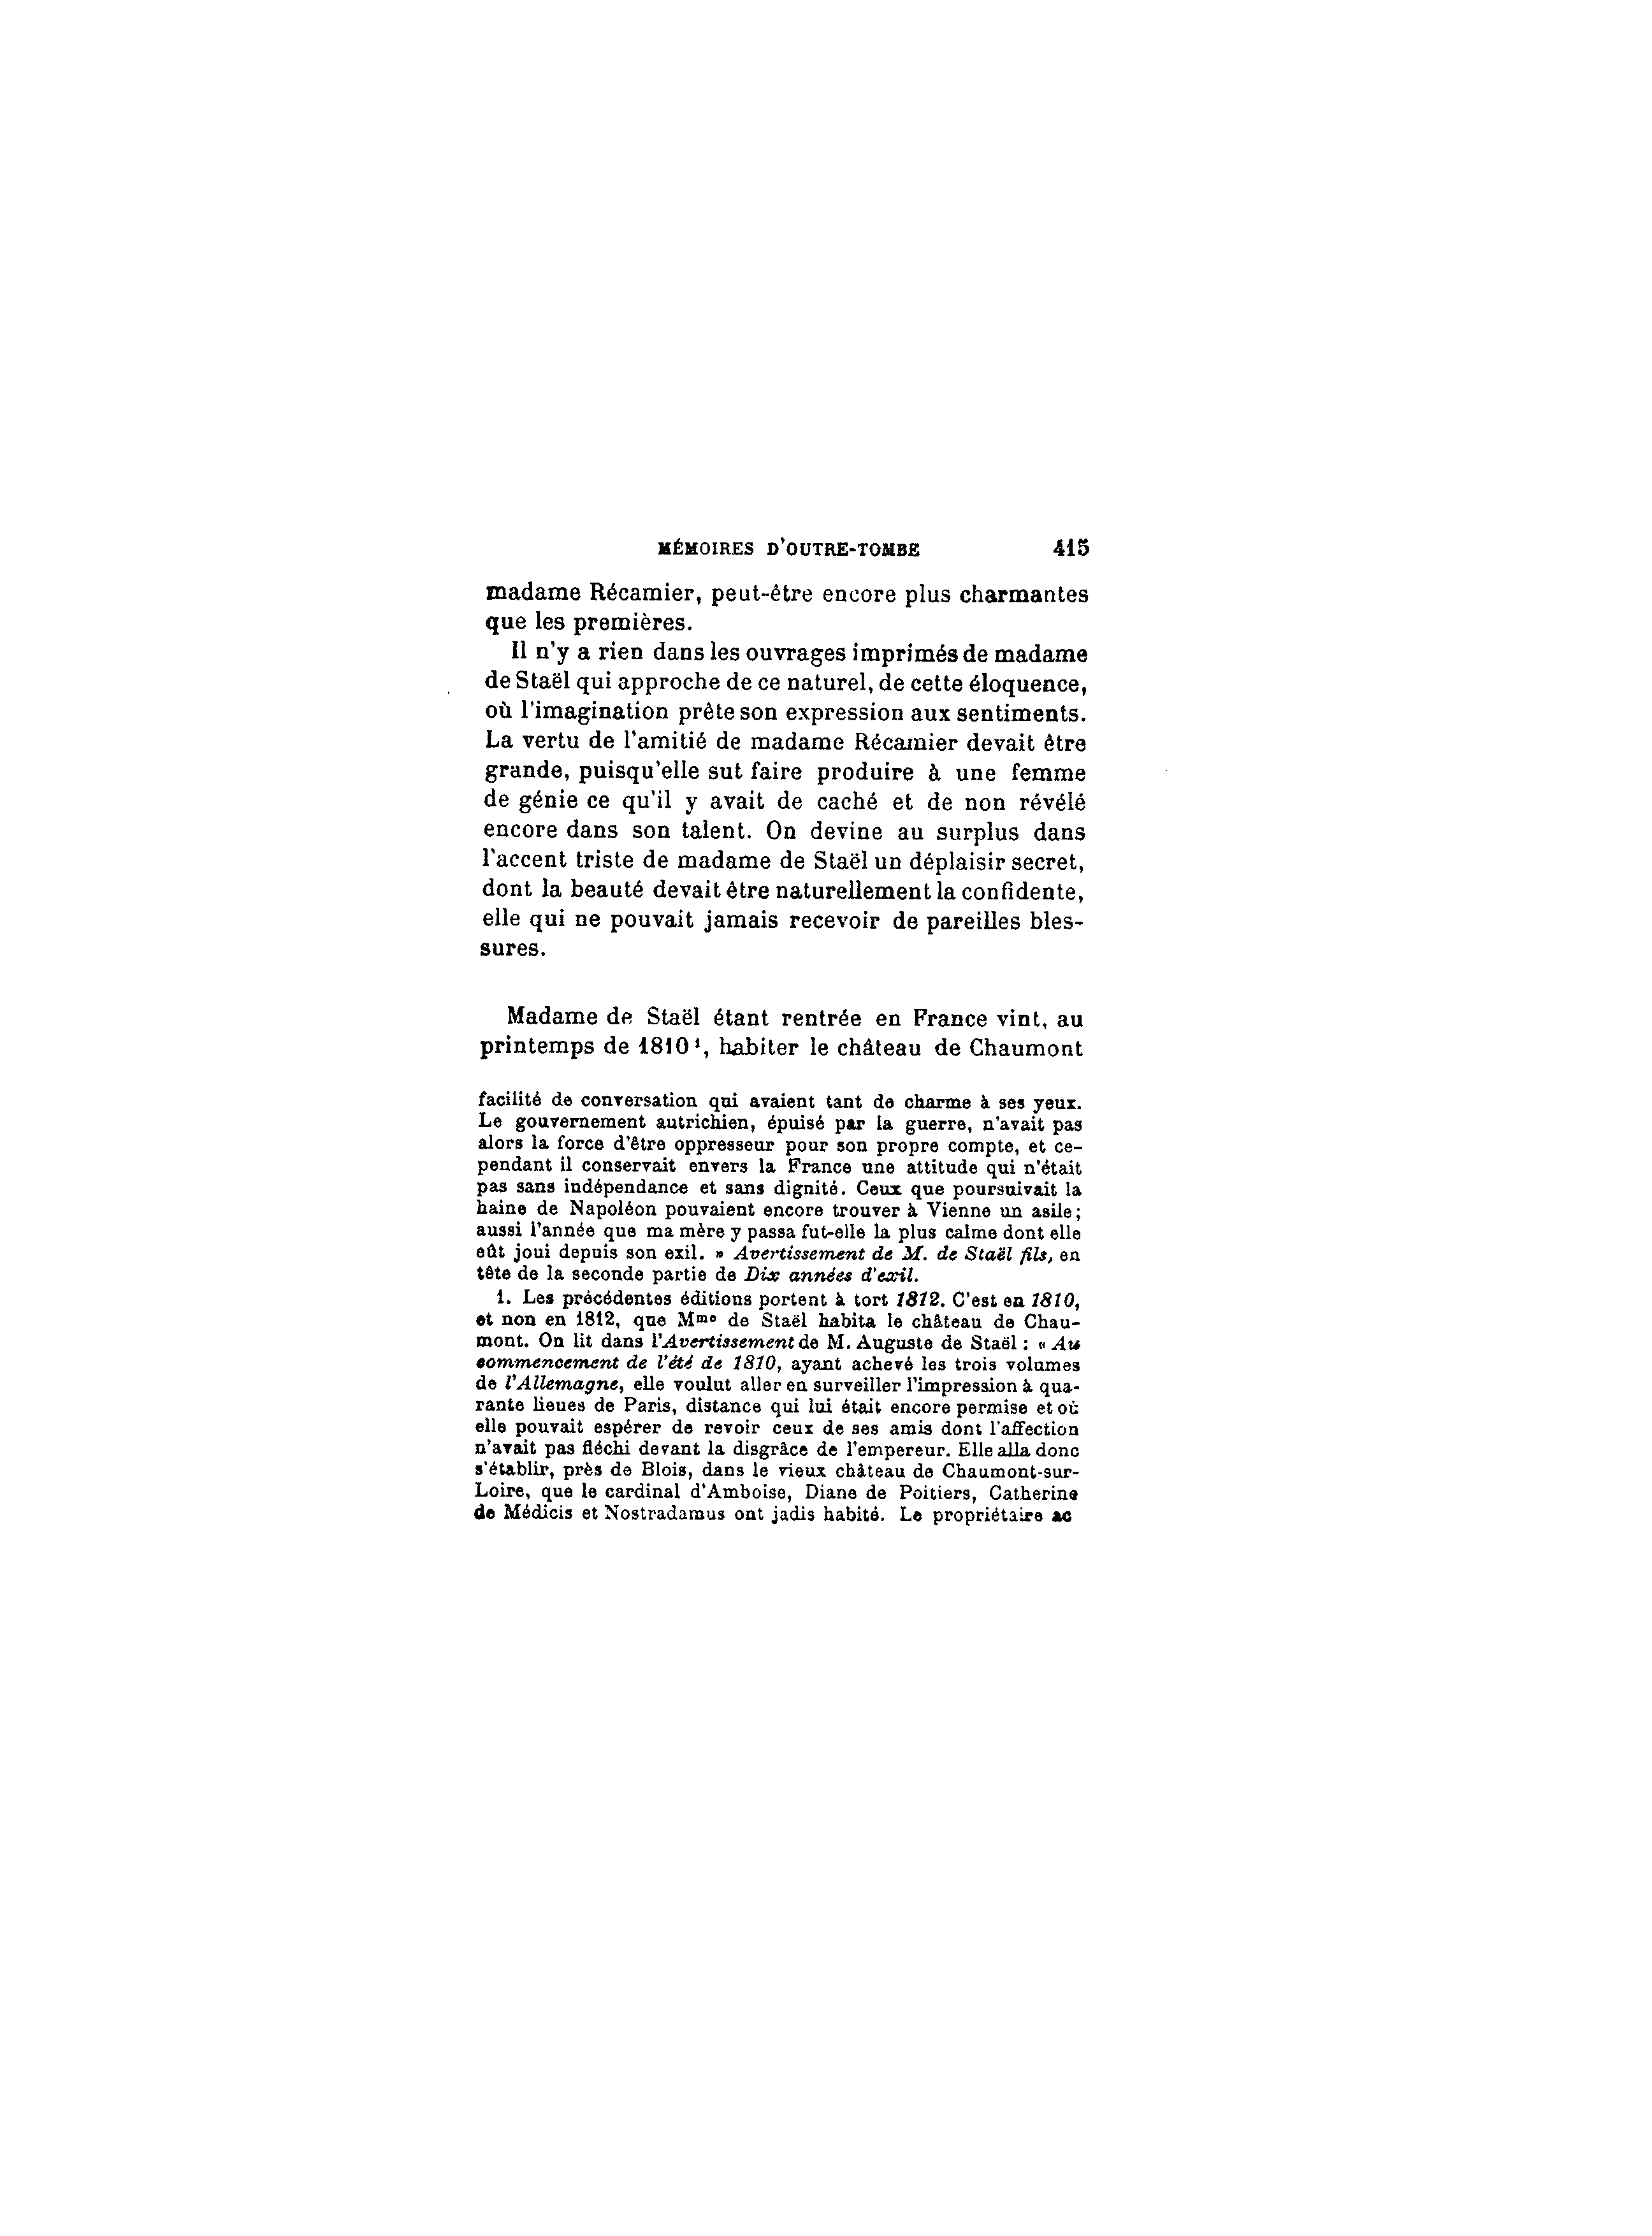 MÉMOIRES D'OUTRE-TOMBE 415
madame Récamier, peut-être encore plus charmantes
que les premières.
Il n'y a rien dans les ouvrages imprimés de madame
de Staël qui approche de ce naturel, de cette éloquence,
où l'imagination prête son expression aux sentiments.
La vertu de l'amitié de madame Récamier devait être
grande, puisqu'elle sut faire produire à une femme
de génie ce qu'il y avait de caché et de non révélé
encore dans son talent. On devine au surplus dans
l'accent triste de madame de Staël un déplaisir secret,
dont la beauté devait être naturellement la confidente,
elle qui ne pouvait jamais recevoir de pareilles bles-
sures.
Madame de Staël étant rentrée en France vint, au
printemps de 1810¹, habiter le château de Chaumont
facilité de conversation qui avaient tant de charme à ses yeux.
Le gouvernement autrichien, épuisé par la guerre, n'avait pas
alors la force d'être oppresseur pour son propre compte, et ce-
pendant il conservait envers la France une attitude qui n'était
pas sans indépendance et sans dignité. Ceux que poursuivait la
haine de Napoléon pouvaient encore trouver à Vienne un asile;
aussi l'année que ma mère y passa fut-elle la plus calme dont elle
eût joui depuis son exil. » Avertissement de M. de Staël fils, en
tête de la seconde partie de Dix années d'exil.
1. Les précédentes éditions portent à tort 1812. C'est en 1810,
et non en 1812, que Mme de Staël habita le château de Chau-
mont. On lit dans l'Avertissement de M. Auguste de Staël : « Au
commencement de l'été de 1810, ayant achevé les trois volumes
de l'Allemagne, elle voulut aller en surveiller l'impression à qua-
rante lieues de Paris, distance qui lui était encore permise et où
elle pouvait espérer de revoir ceux de ses amis dont l'affection
n'avait pas fléchi devant la disgrâce de l'empereur. Elle alla donc
s'établir, près de Blois, dans le vieux château de Chaumont-sur-
Loire, que le cardinal d'Amboise, Diane de Poitiers, Catherine
de Médicis et Nostradamus ont jadis habité. Le propriétaire ac